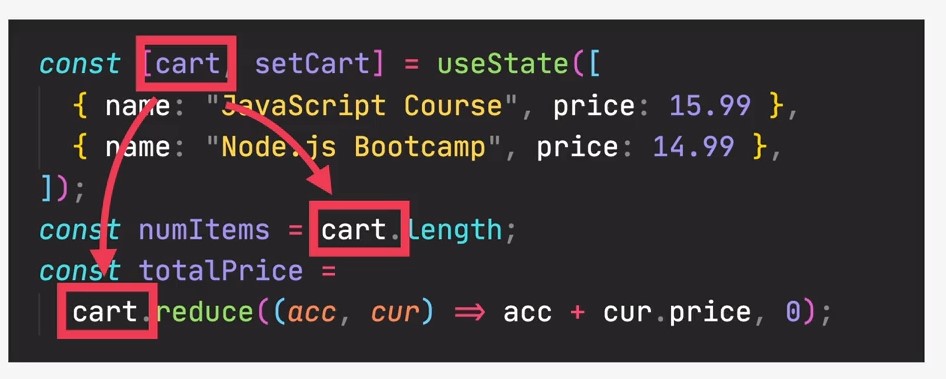 const [cart, setCart] = useState([
{ name: "JavaScript Course", price: 15.99 },
{ name: "Node.js Bootcamp", price: 14.99 },
]);
const numItems = cart.length;
const totalPrice =
cart.reduce((acc, cur) => acc + cur.price, 0);